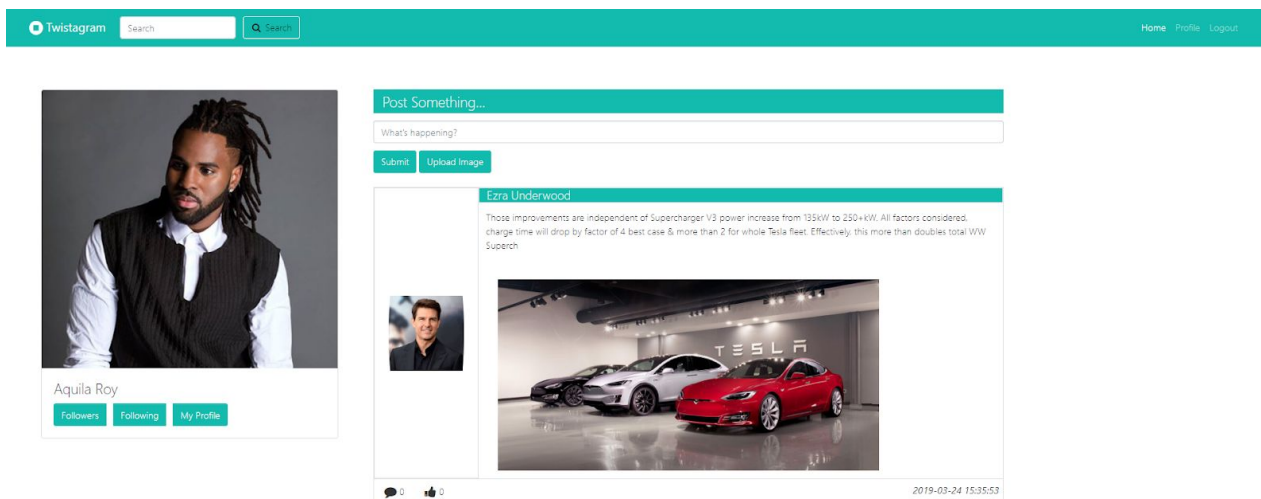 Twistagram
Search
Search
Home Profile Logout
Post Something...
What's happening?
Submit
Upload Image
Ezra Underwood
Those improvements are independent of Supercharger V3 power increase from 135kW to 250+kW. All factors considered,
charge time will drop by factor of 4 best case & more than 2 for whole Tesla fleet. Effectively, this more than doubles total WW
Superch
TESLA
Aquila Roy
Followers
Following
My Profile
0
0
2019-03-24 15:35:53